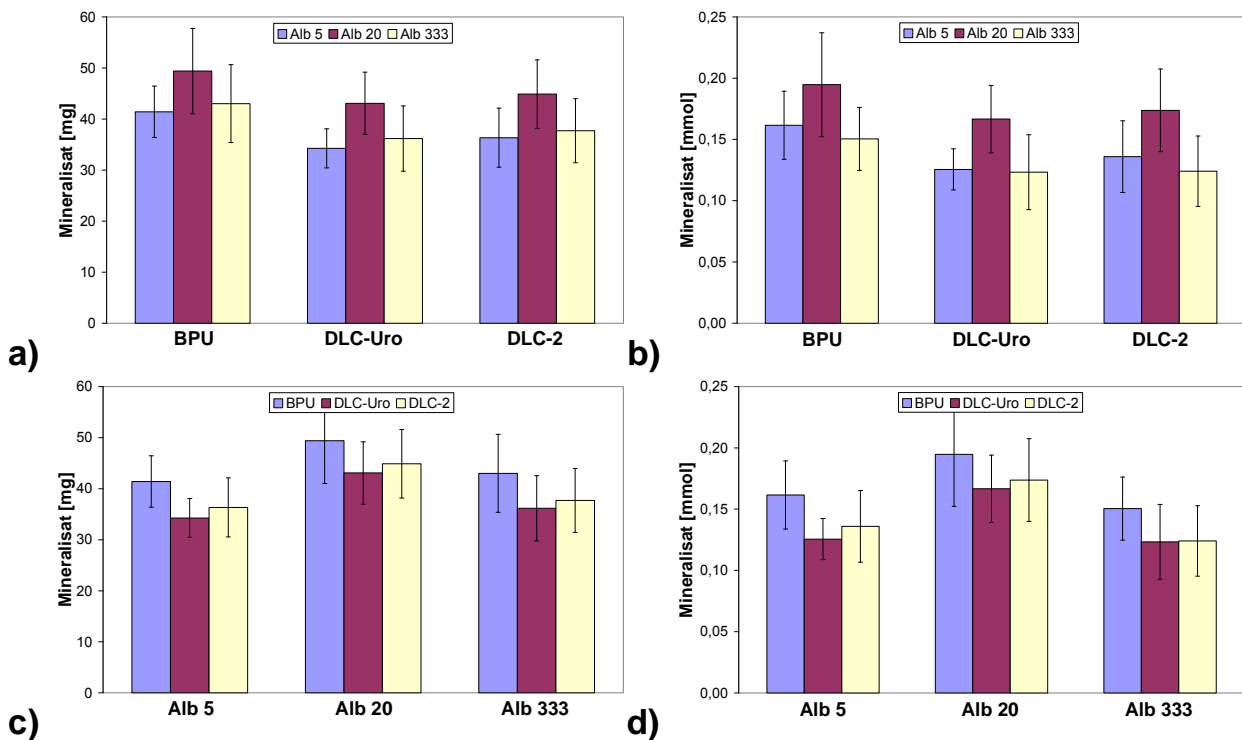 Mineralisat [mg]
60
50
40
30
20
10
0
Alb 5 Alb 20 Alb 333
BPU DLC-Uro DLC-2
a)
Mineralisat [mmol]
0,25
0,20
0,15
0,10
0,05
0,00
Alb 5 Alb 20 Alb 333
BPU DLC-Uro DLC-2
b)
Mineralisat [mg]
60
50
40
30
20
10
0
BPU DLC-Uro DLC-2
Alb 5 Alb 20 Alb 333
c)
Mineralisat [mmol]
0,25
0,20
0,15
0,10
0,05
0,00
BPU DLC-Uro DLC-2
Alb 5 Alb 20 Alb 333
d)